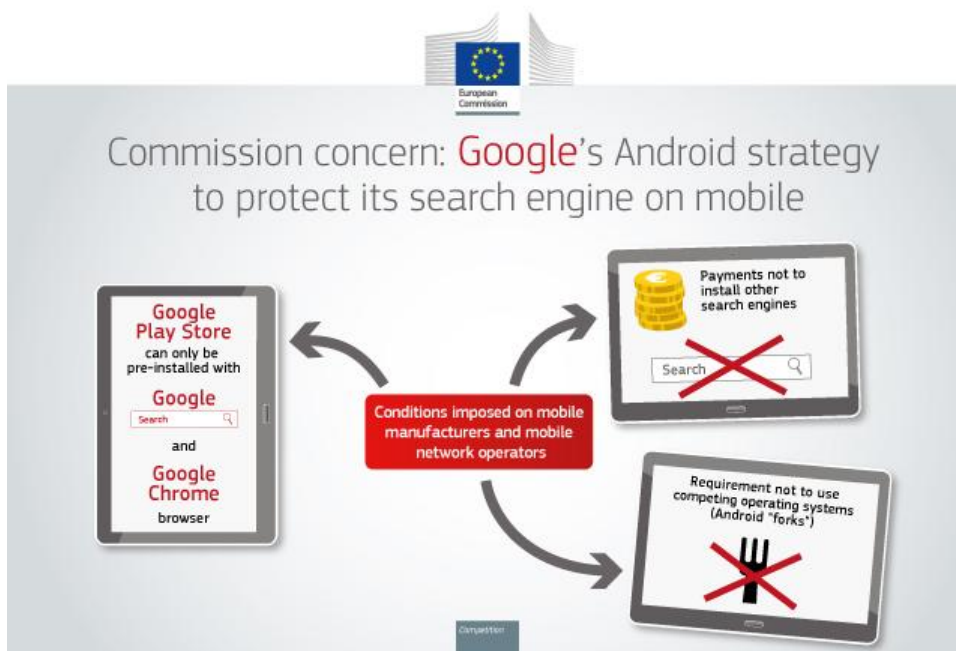 European
Commission
Commission concern: Google's Android strategy
to protect its search engine on mobile
Google
Play Store
can only be
pre-installed with
Google
Search
and
Google
Chrome
browser
Conditions imposed on mobile
manufacturers and mobile
network operators
Payments not to
install other
search engines
Search
Requirement not to use
competing operating systems
(Android "forks")
Competition